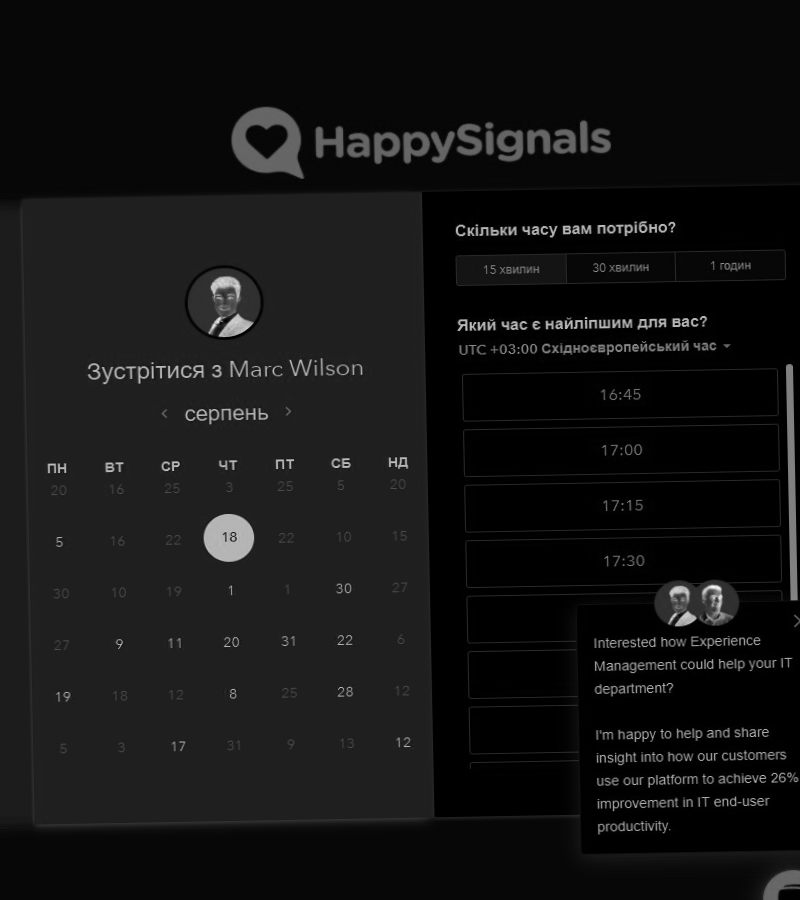 HappySignals
Зустрітися з Marc Wilson
серпень
ПН ВТ СР ЧТ ПТ СБ НД
20 16 25 3 25 5 20
5 16 22 18 22 10 15
30 10 19 1 1 30 27
27 9 11 20 31 22 6
19 18 12 8 25 28 12
5 3 17 31 9 13 12
Скільки часу вам потрібно?
15 хвилин 30 хвилин 1 годин
Який час є найліпшим для вас?
UTC +03:00 Східноєвропейський час
16:45
17:00
17:15
17:30
Interested how Experience
Management could help your IT
department?
I'm happy to help and share
insight into how our customers
use our platform to achieve 26%
improvement in IT end-user
productivity.